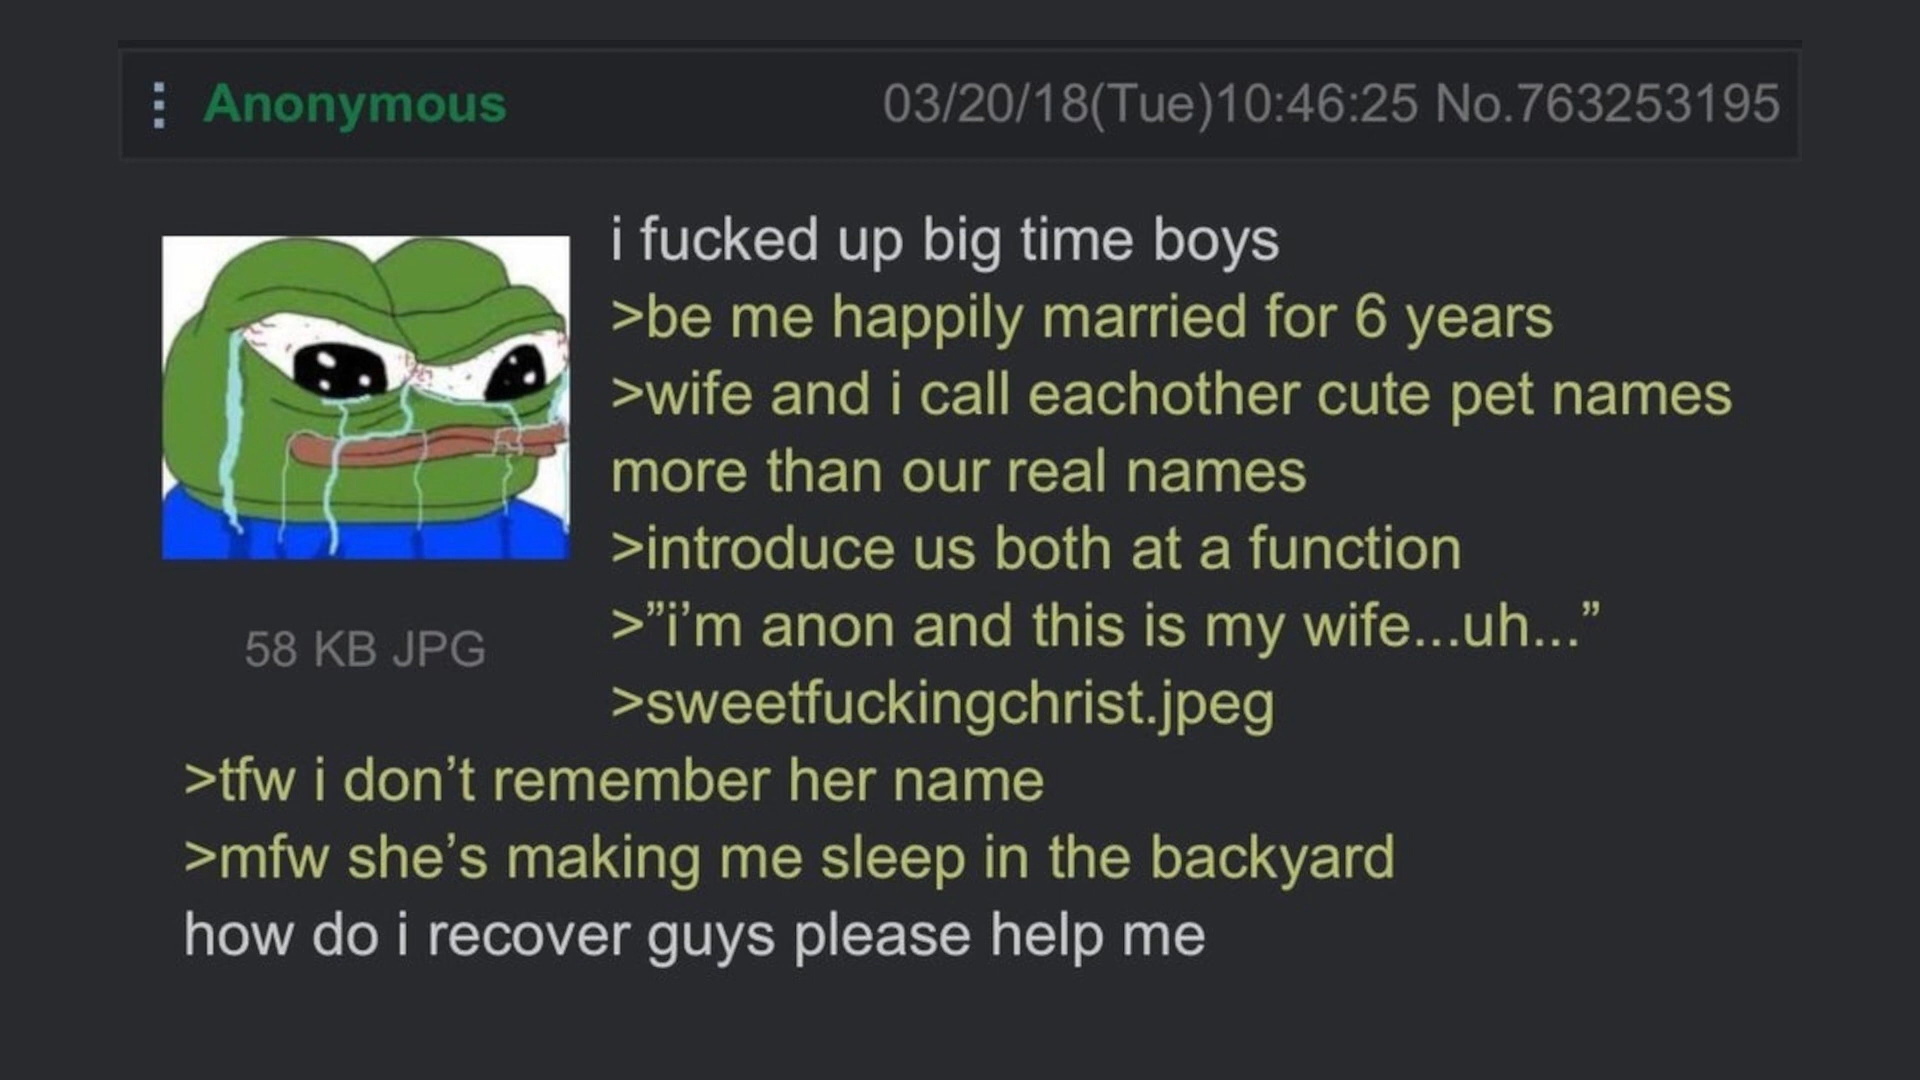 Anonymous 03/20/18(Tue)10:46:25 No.763253195
i fucked up big time boys
>be me happily married for 6 years
>wife and i call eachother cute pet names
more than our real names
>introduce us both at a function
>”i’m anon and this is my wife...uh...”
>sweetfuckingchrist.jpeg
58 KB JPG
>tfw i don’t remember her name
>mfw she’s making me sleep in the backyard
how do i recover guys please help me